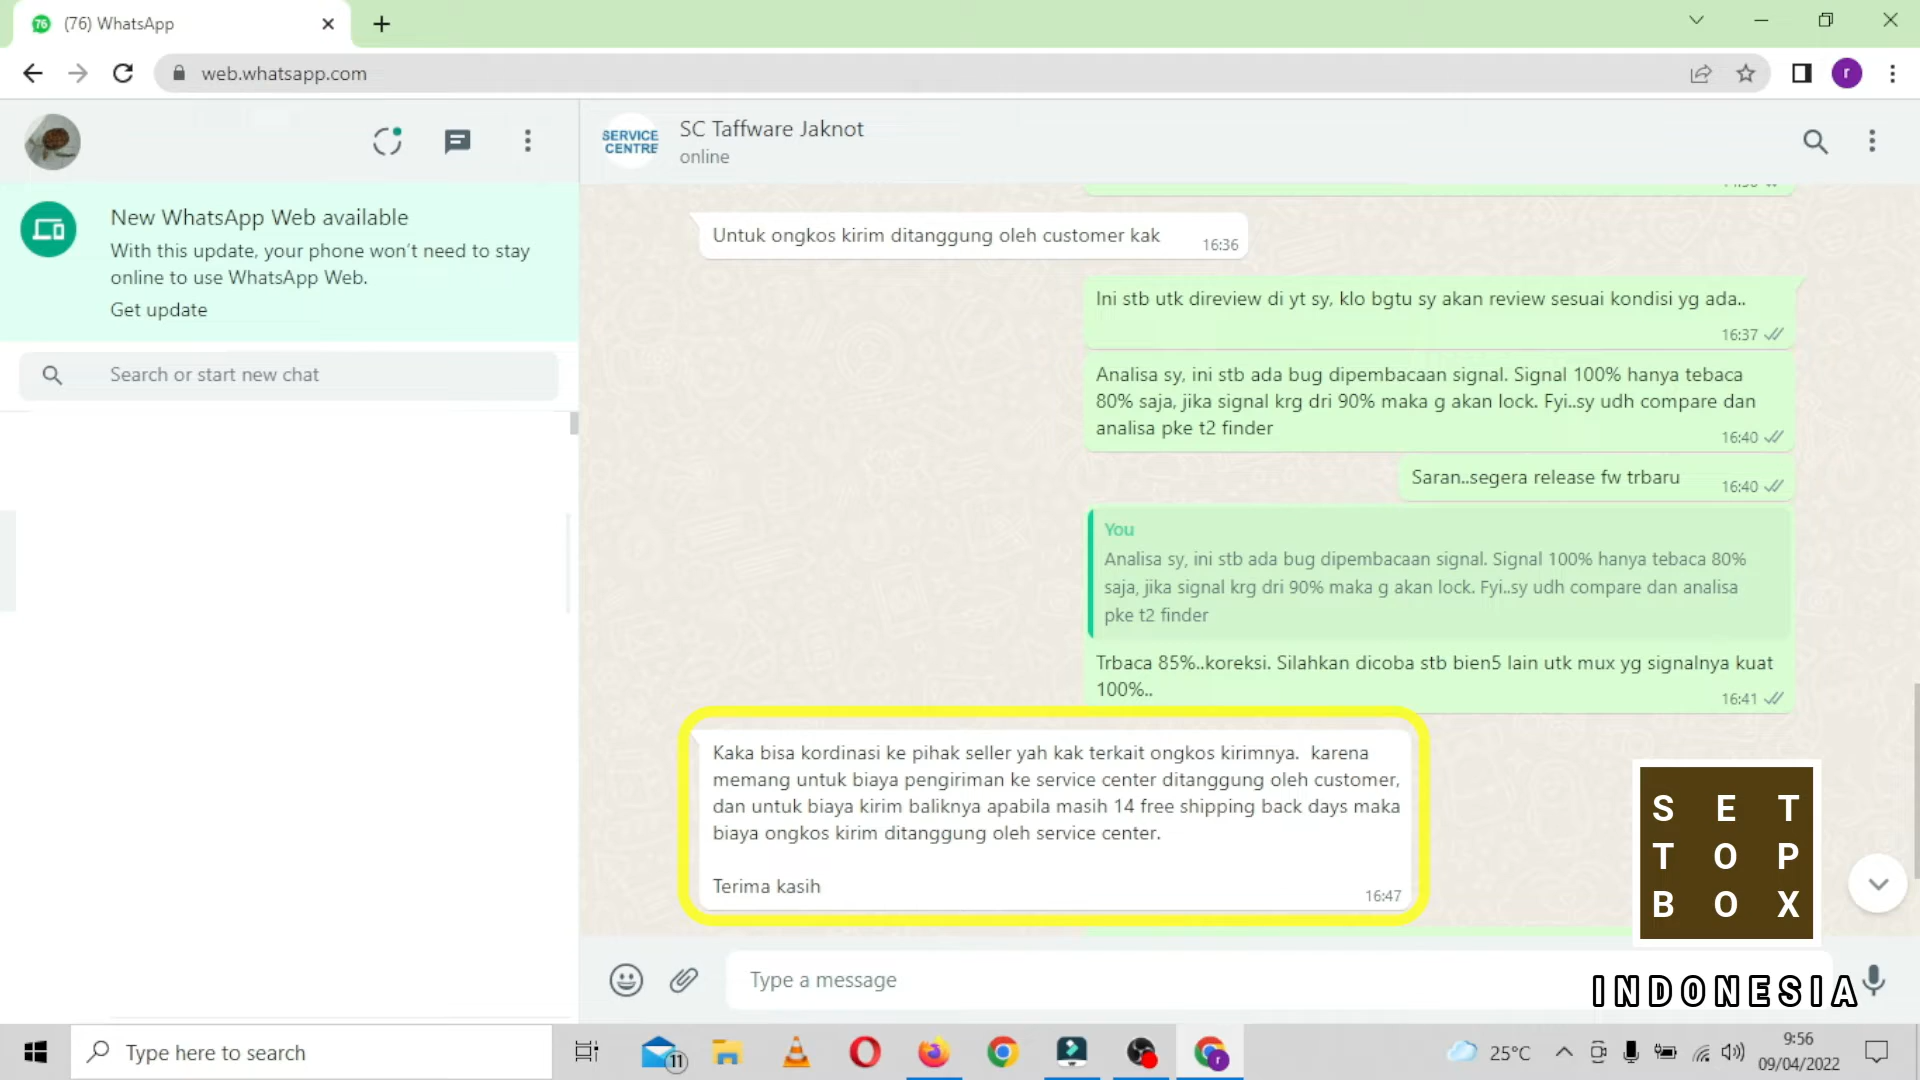 76
(76) WhatsApp
web.whatsapp.com
r
SERVICE
CENTRE
SC Taffware Jaknot
online
New WhatsApp Web available
With this update, your phone won't need to stay
online to use WhatsApp Web.
Get update
Search or start new chat
Untuk ongkos kirim ditanggung oleh customer kak
16:36
Ini stb utk direview di yt sy, klo bgtu sy akan review sesuai kondisi yg ada..
16:37
Analisa sy, ini stb ada bug dipembacaan signal. Signal 100% hanya tebaca
80% saja, jika signal krg dri 90% maka g akan lock. Fyi..sy udh compare dan
analisa pke t2 finder
16:40
Saran..segera release fw trbaru
16:40
You
Analisa sy, ini stb ada bug dipembacaan signal. Signal 100% hanya tebaca 80%
saja, jika signal krg dri 90% maka g akan lock. Fyi..sy udh compare dan analisa
pke t2 finder
Trbaca 85%..koreksi. Silahkan dicoba stb bien5 lain utk mux yg signalnya kuat
100%..
16:41
Kaka bisa kordinasi ke pihak seller yah kak terkait ongkos kirimnya.  karena
memang untuk biaya pengiriman ke service center ditanggung oleh customer,
dan untuk biaya kirim baliknya apabila masih 14 free shipping back days maka
biaya ongkos kirim ditanggung oleh service center.
Terima kasih
16:47
SET
TOP
BOX
INDONESIA
Type a message
Type here to search
11
r
25°C
9:56
09/04/2022